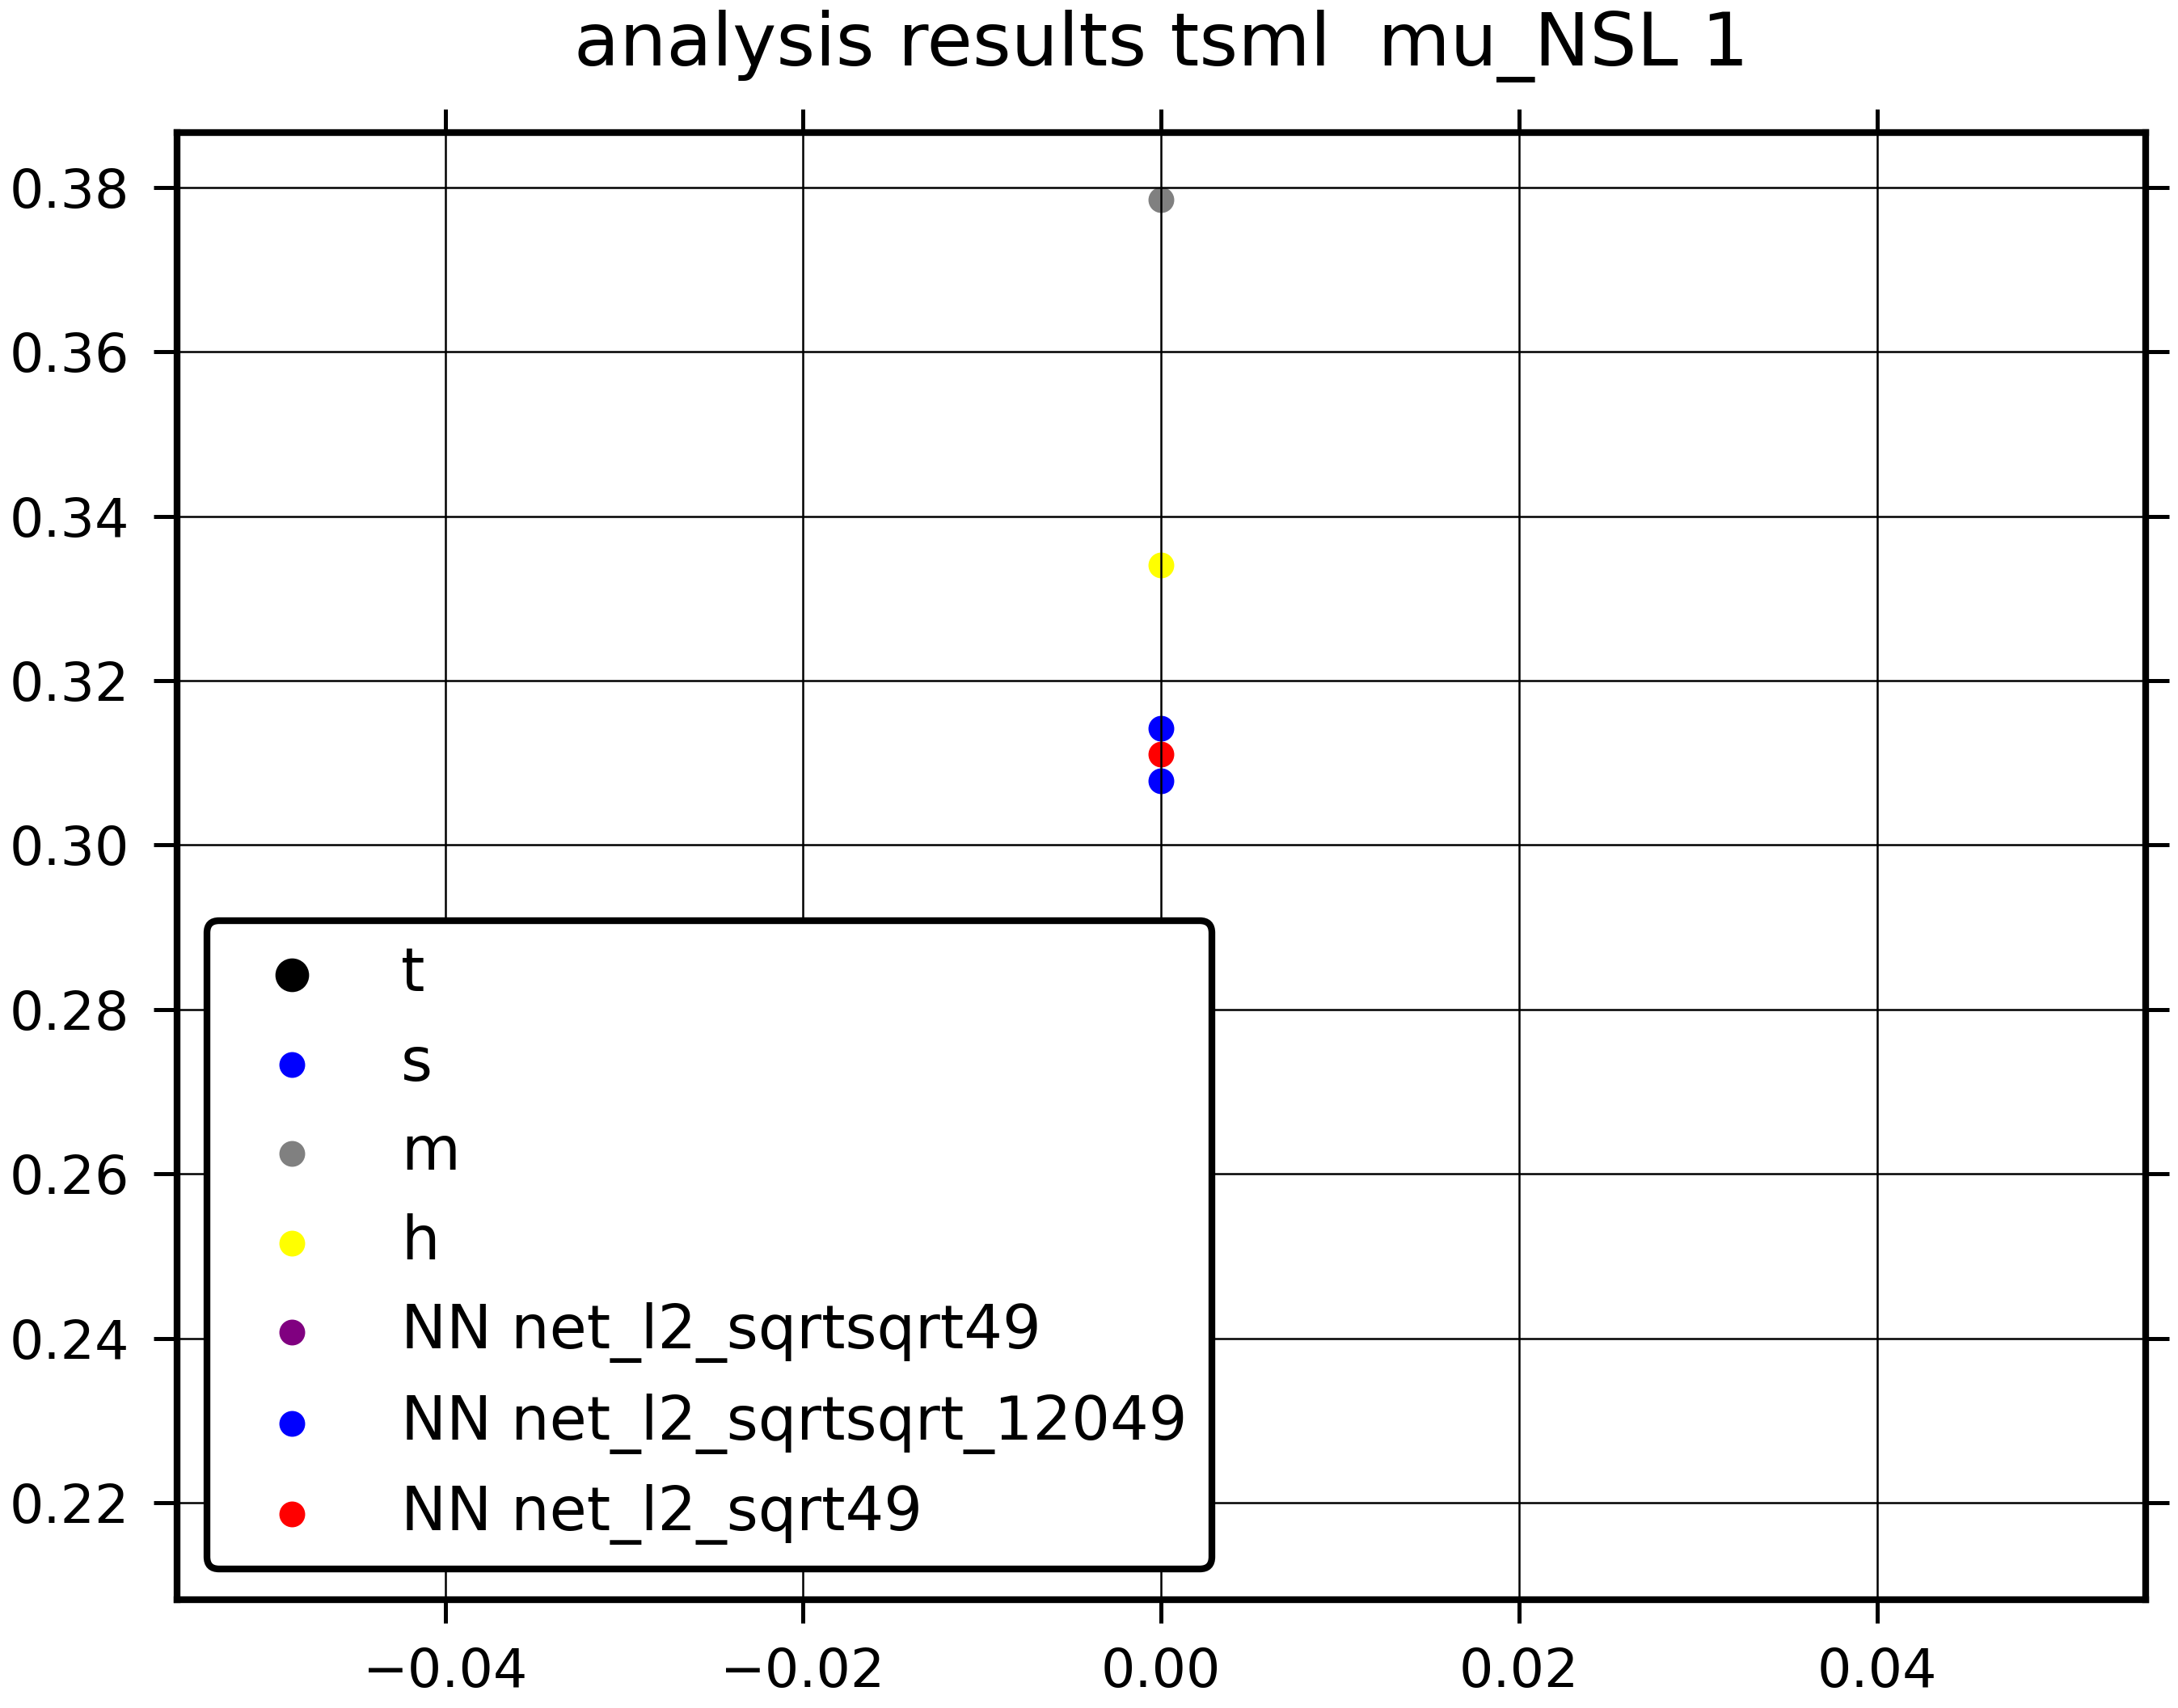 analysis results tsml  mu_NSL 1
0.38
0.36
0.34
0.32
0.30
0.28
0.26
0.24
0.22
t
s
m
h
NN net_l2_sqrtsqrt49
NN net_l2_sqrtsqrt_12049
NN net_l2_sqrt49
−0.04 −0.02 0.00 0.02 0.04